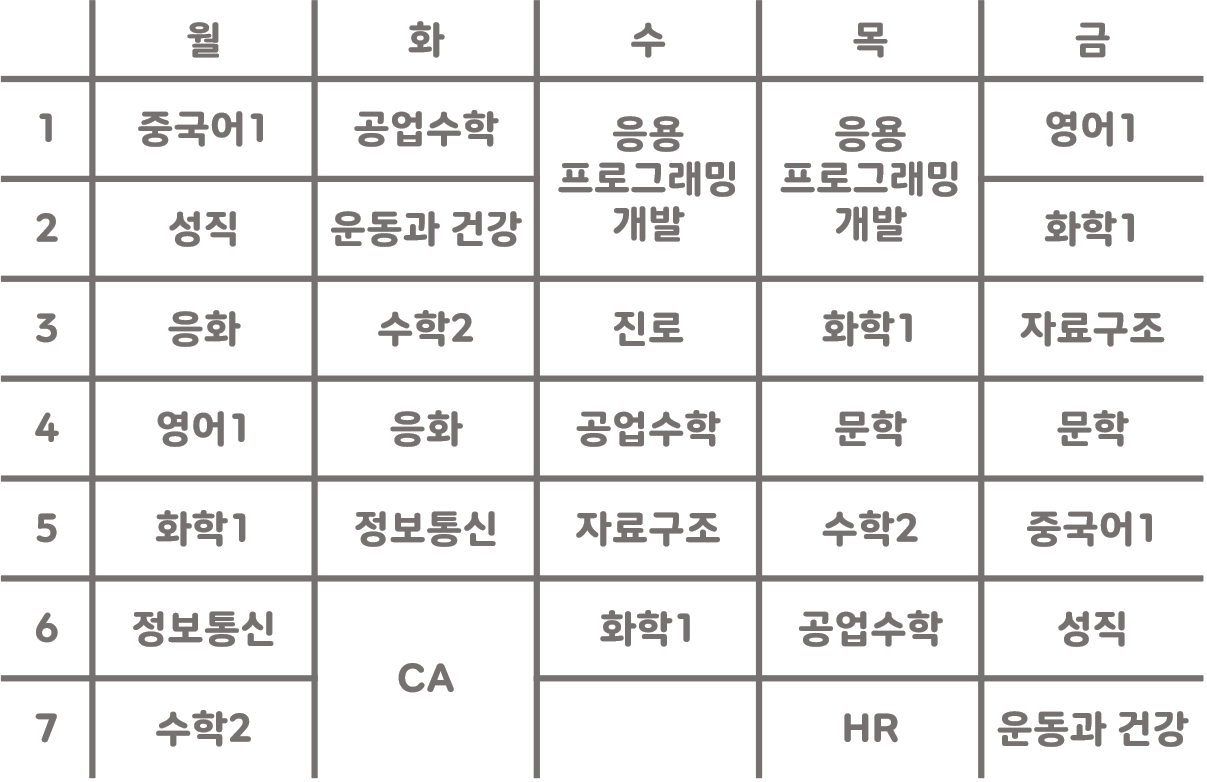 월 화 수 목 금
1 중국어1 공업수학 응용 프로그래밍 개발 응용 프로그래밍 개발 영어1
2 성직 운동과 건강 화학1
3 응화 수학2 진로 화학1 자료구조
4 영어1 응화 공업수학 문학 문학
5 화학1 정보통신 자료구조 수학2 중국어1
6 정보통신 CA 화학1 공업수학 성직
7 수학2 HR 운동과 건강